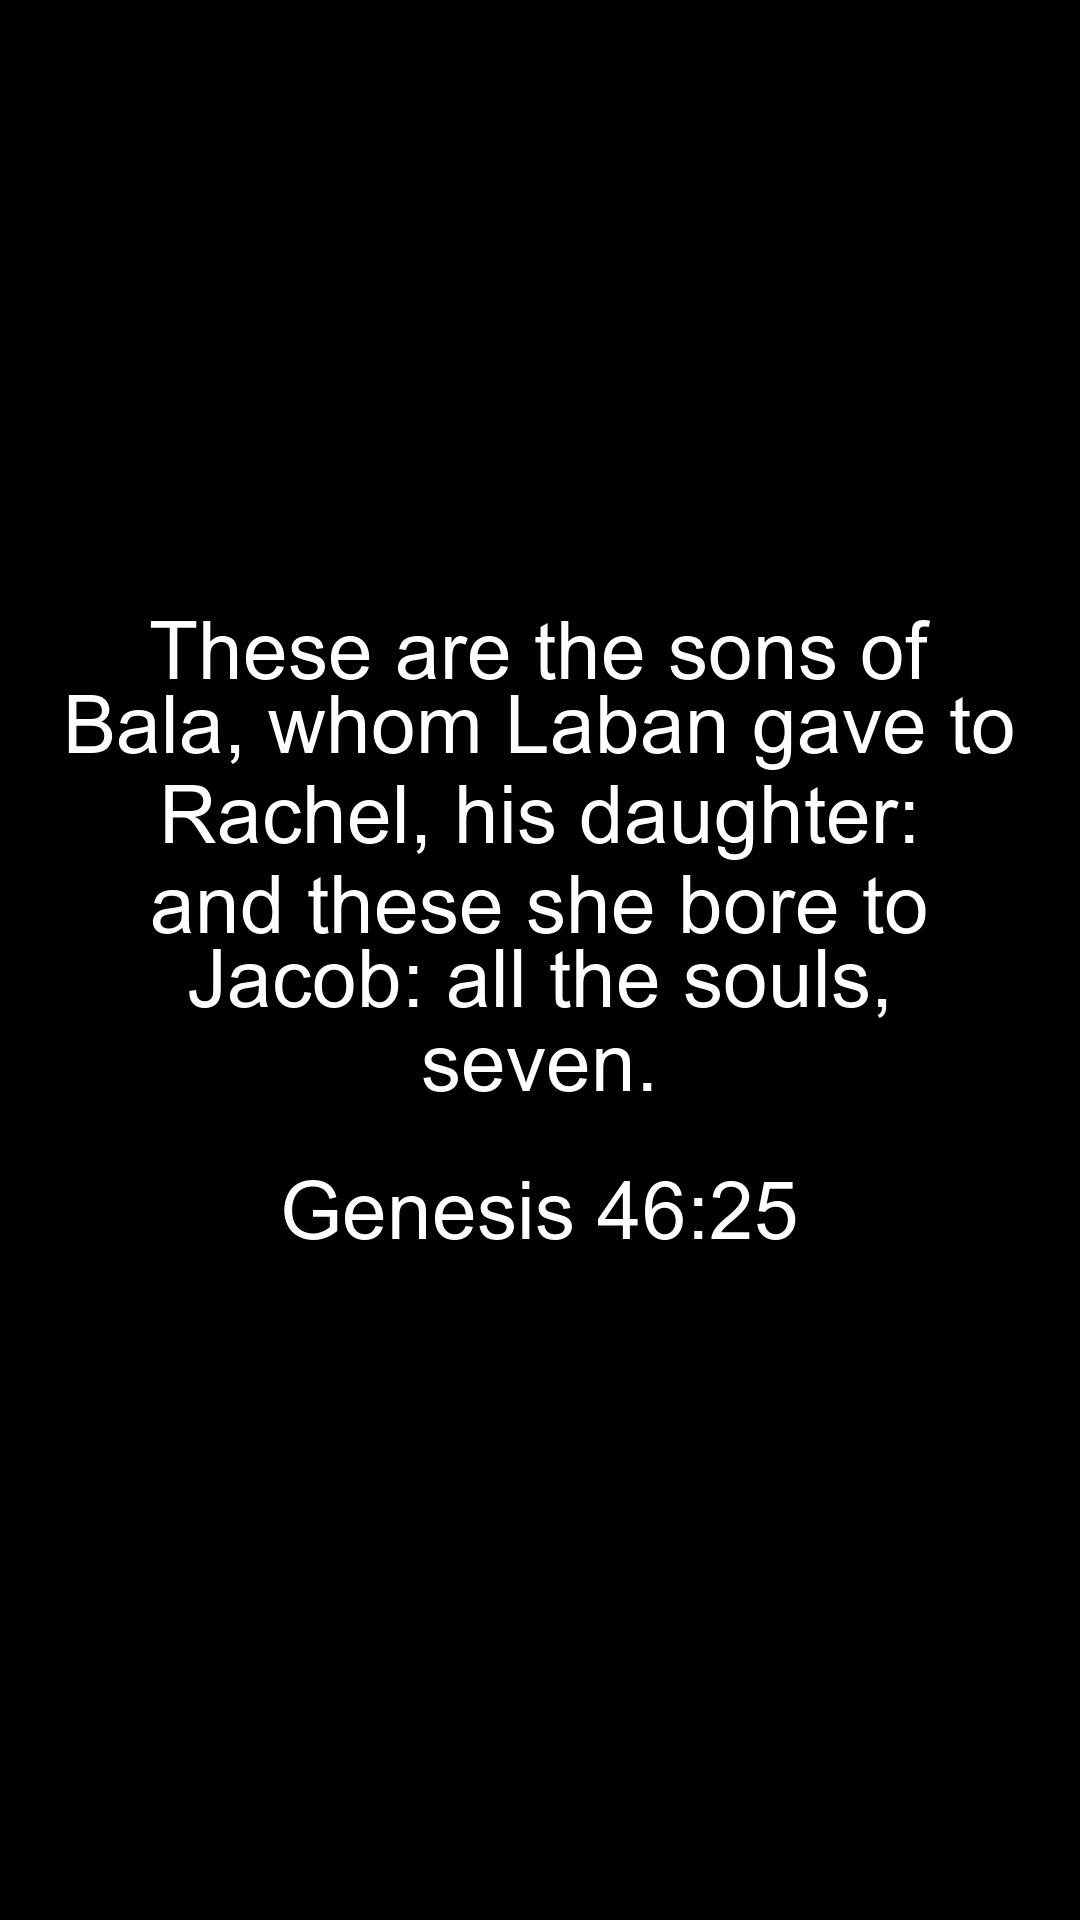 These are the sons of
Bala, whom Laban gave to
Rachel, his daughter:
and these she bore to
Jacob: all the souls,
seven.
Genesis 46:25